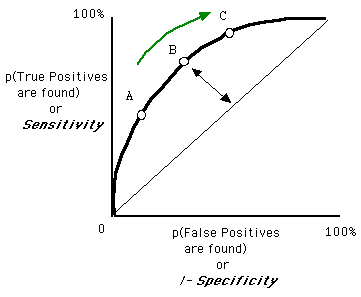 100%
C
B
p(True Positives
are found)
or
Sensitivity
A
0
p(False Positives
are found)
or
1- Specificity
100%